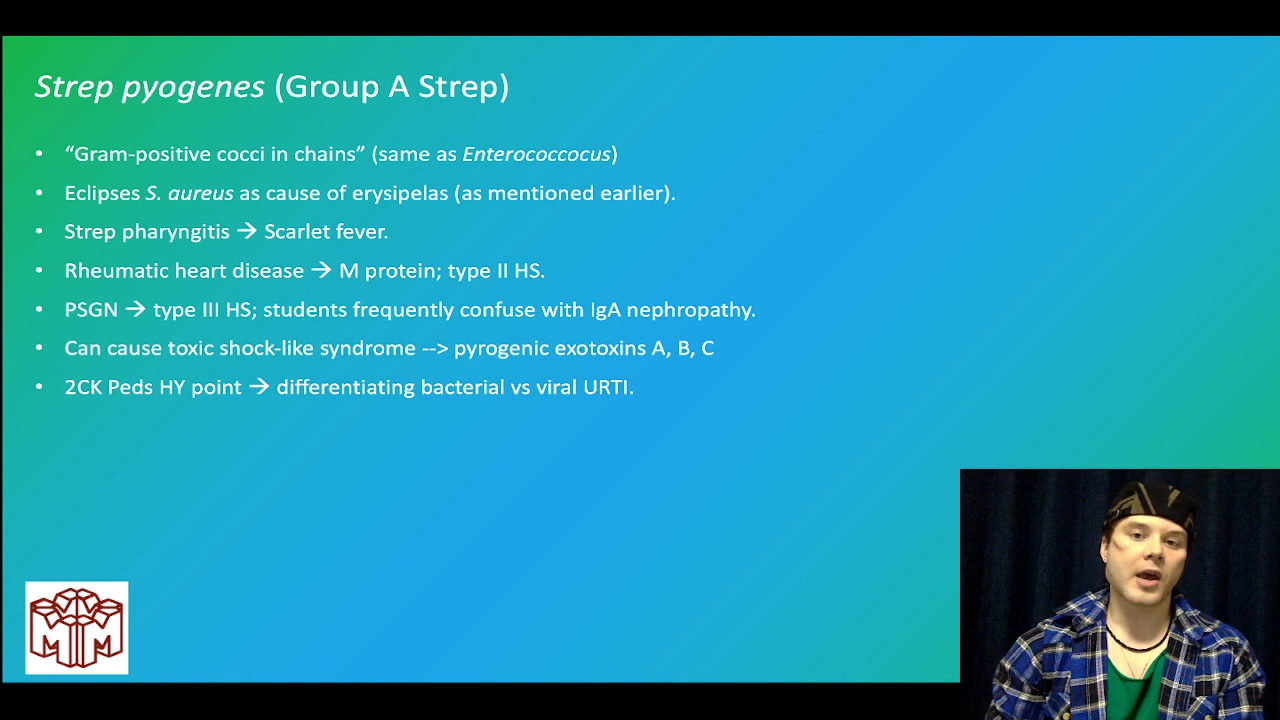 Strep pyogenes (Group A Strep)
• “Gram-positive cocci in chains” (same as Enterococcocus)
• Eclipses S. aureus as cause of erysipelas (as mentioned earlier).
• Strep pharyngitis → Scarlet fever.
• Rheumatic heart disease → M protein; type II HS.
• PSGN → type III HS; students frequently confuse with IgA nephropathy.
• Can cause toxic shock-like syndrome --> pyrogenic exotoxins A, B, C
• 2CK Peds HY point → differentiating bacterial vs viral URTI.
M M